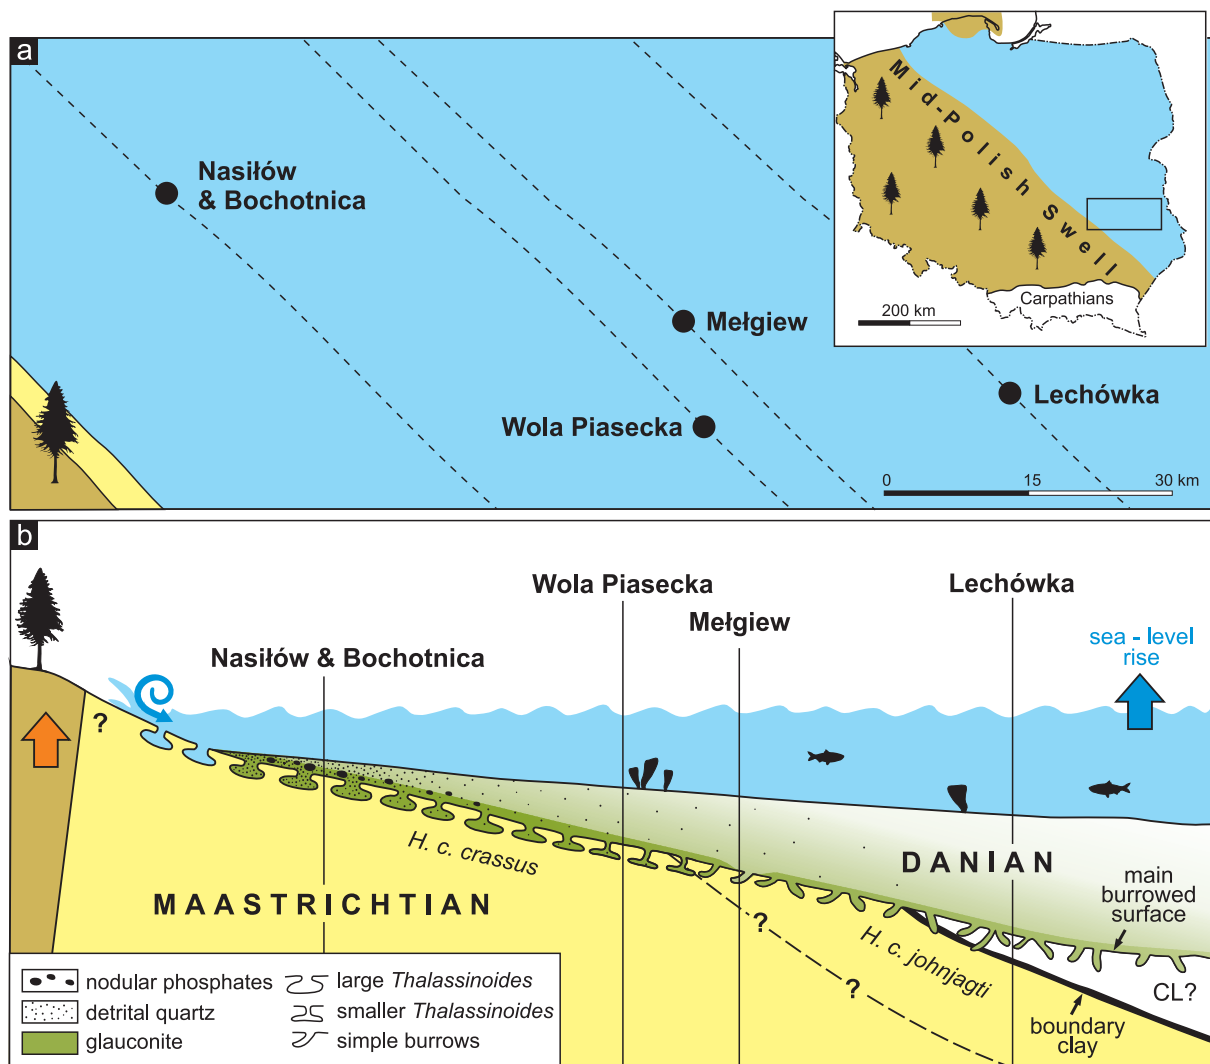 a
Nasiłów
& Bochotnica
Mełgiew
Wola Piasecka
Lechówka
0 15 30 km
Mid-Polish Swell
Carpathians
200 km
b
Wola Piasecka
Lechówka
Mełgiew
Nasiłów & Bochotnica
sea - level
rise
?
H. c. crassus
DANIAN
MAASTRICHTIAN
main
burrowed
surface
?
H. c. johnjagti
?
CL?
boundary
clay
nodular phosphates
detrital quartz
glauconite
large Thalassinoides
smaller Thalassinoides
simple burrows